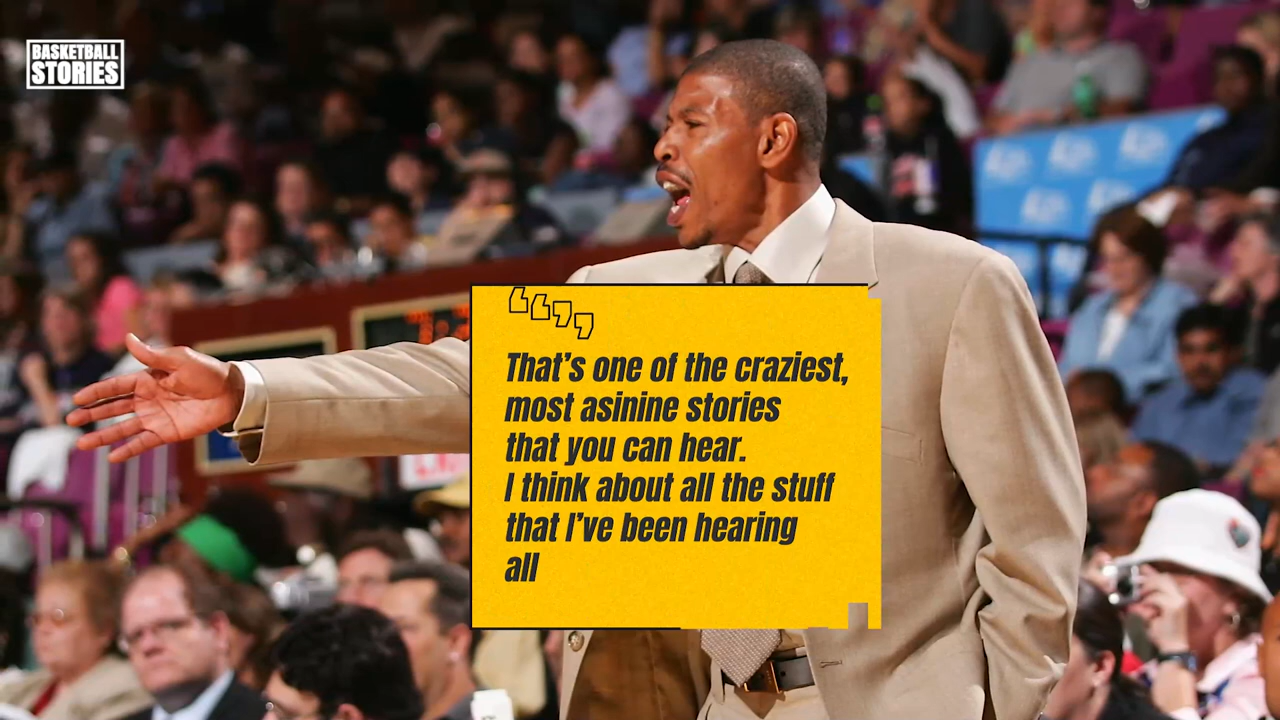 BASKETBALL
STORIES
That's one of the craziest,
most asinine stories
that you can hear.
I think about all the stuff
that I've been hearing
all